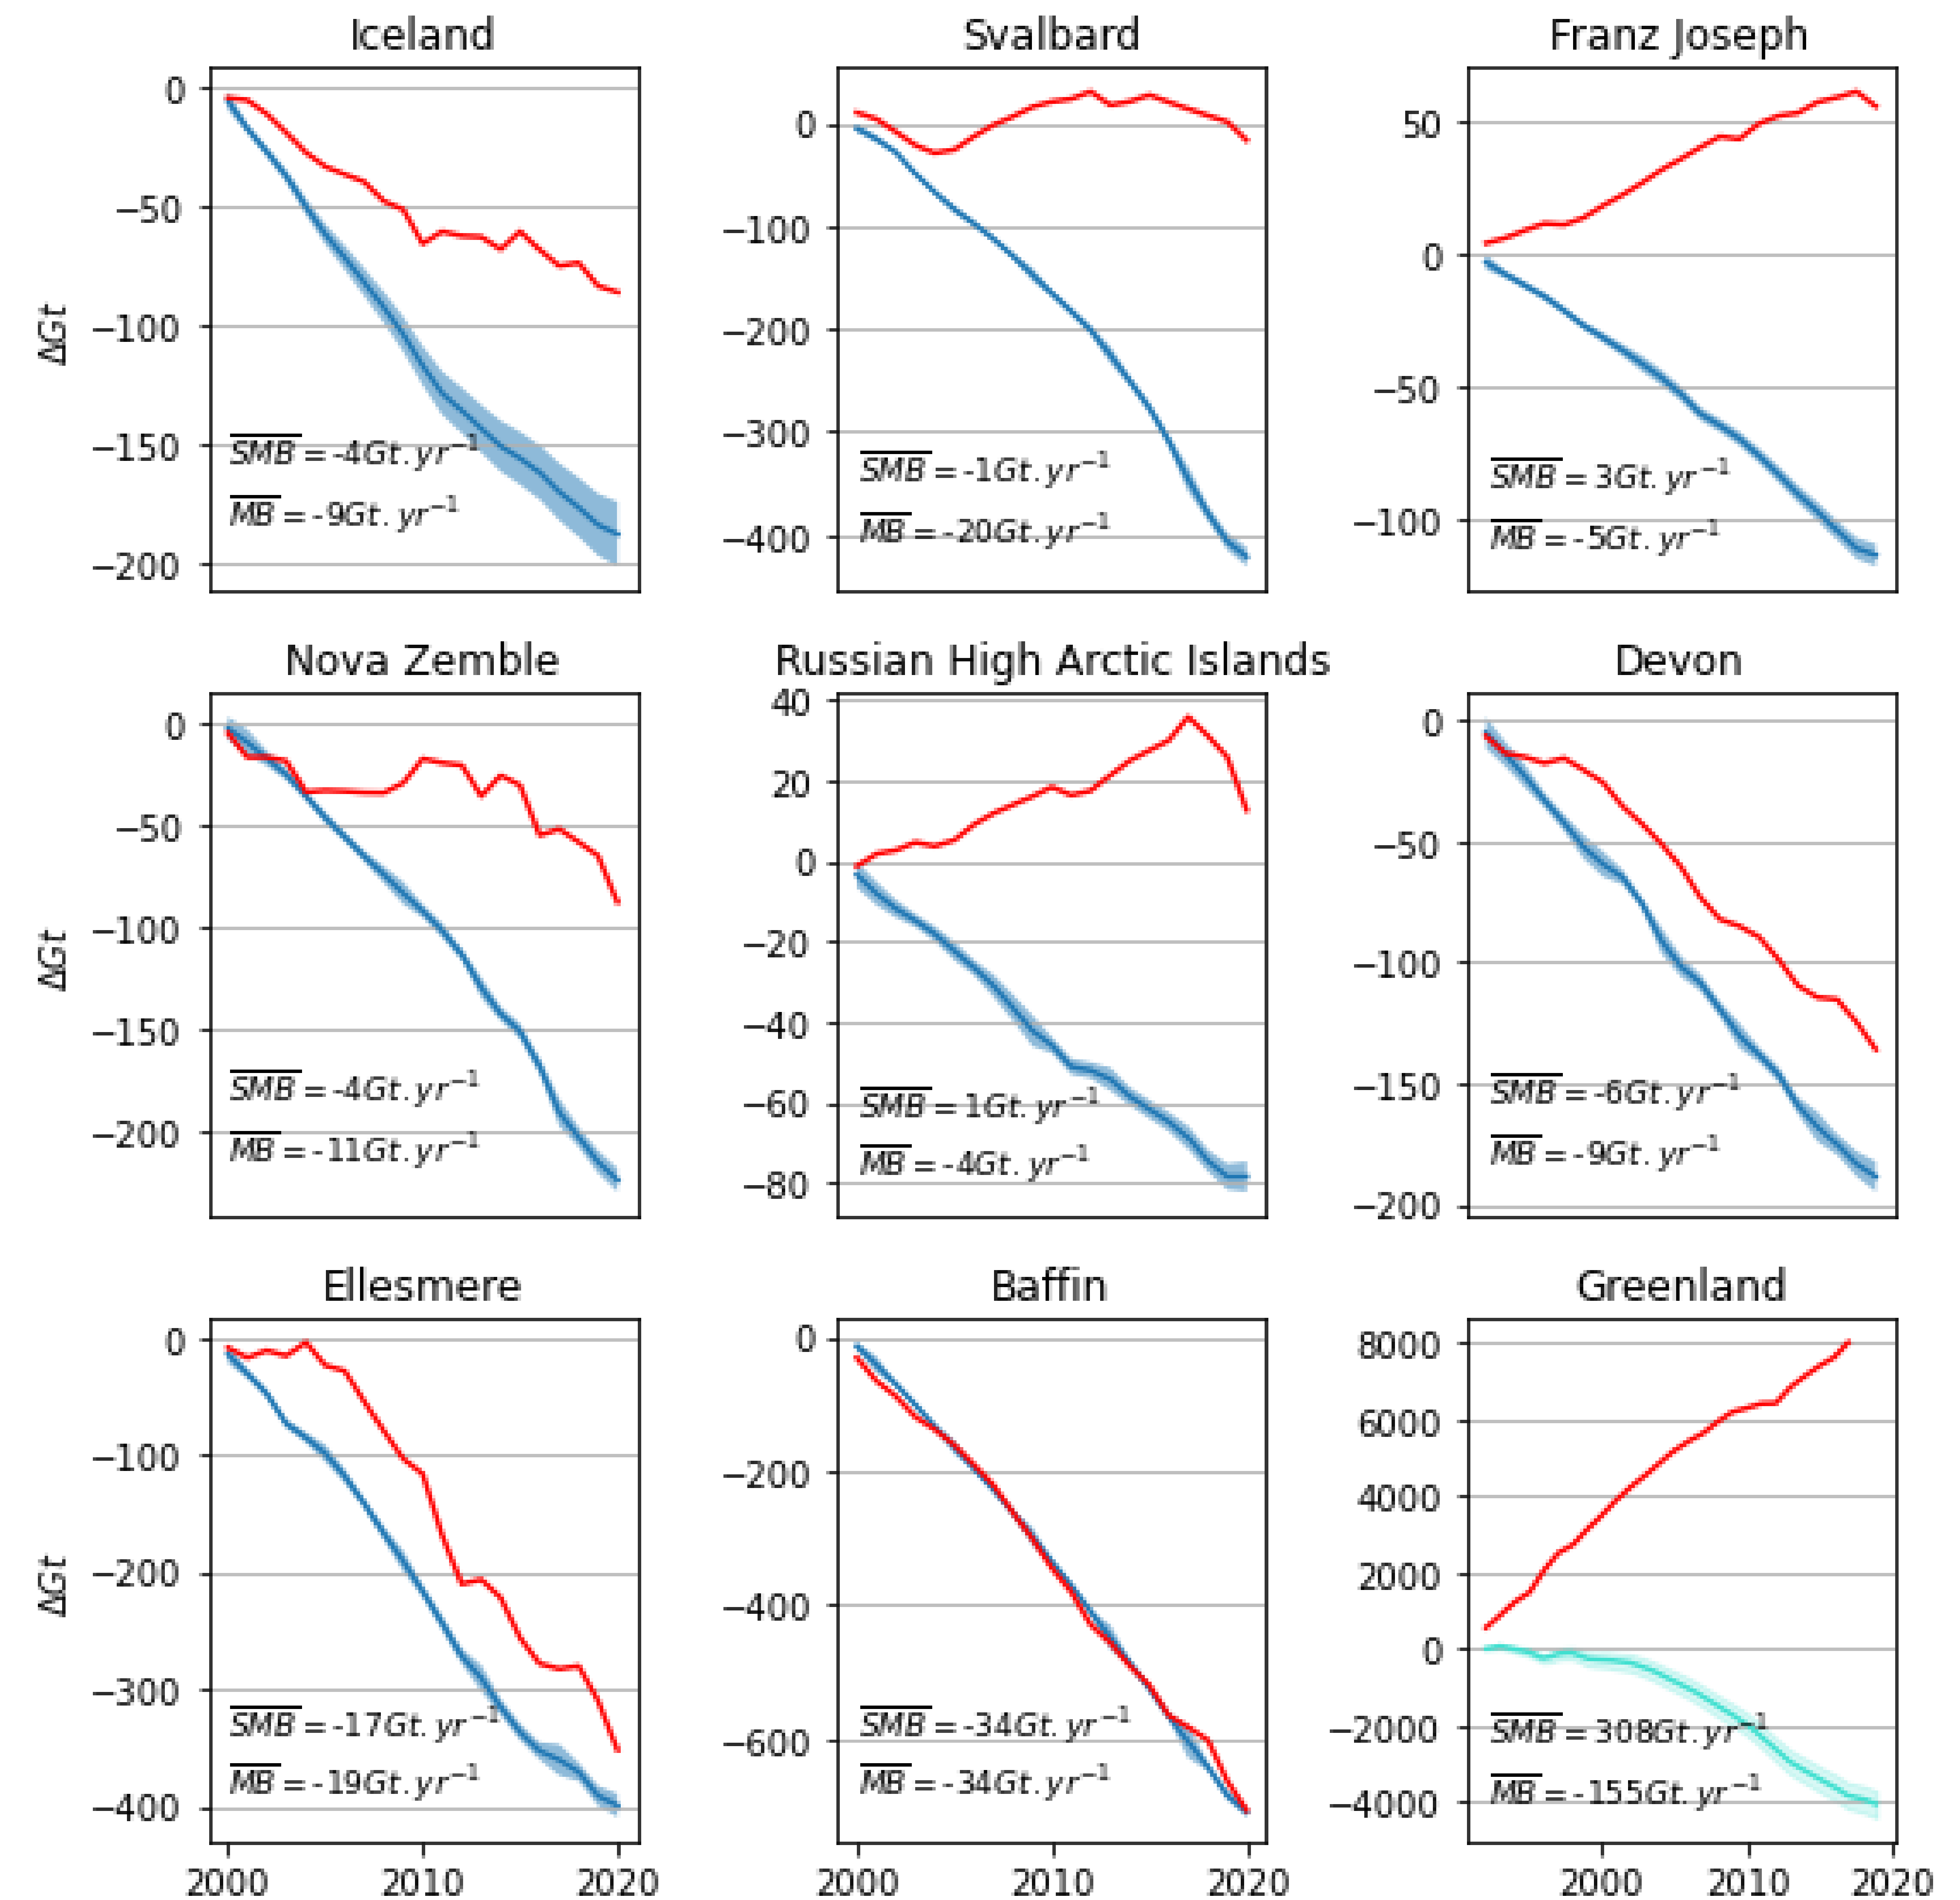 Iceland
Svalbard
Franz Joseph
0
−50
−100
−150
−200
ΔGt
SMB = -4Gt.yr⁻¹
MB = -9Gt.yr⁻¹
0
−100
−200
−300
−400
SMB = -1Gt.yr⁻¹
MB = -20Gt.yr⁻¹
50
0
−50
−100
SMB = 3Gt.yr⁻¹
MB = -5Gt.yr⁻¹
Nova Zemble
Russian High Arctic Islands
Devon
0
−50
−100
−150
−200
ΔGt
SMB = -4Gt.yr⁻¹
MB = -11Gt.yr⁻¹
40
20
0
−20
−40
−60
−80
SMB = 1Gt.yr⁻¹
MB = -4Gt.yr⁻¹
0
−50
−100
−150
−200
SMB = -6Gt.yr⁻¹
MB = -9Gt.yr⁻¹
Ellesmere
Baffin
Greenland
0
−100
−200
−300
−400
ΔGt
SMB = -17Gt.yr⁻¹
MB = -19Gt.yr⁻¹
2000 2010 2020
0
−200
−400
−600
SMB = -34Gt.yr⁻¹
MB = -34Gt.yr⁻¹
2000 2010 2020
8000
6000
4000
2000
0
−2000
−4000
SMB = 308Gt.yr⁻¹
MB = -155Gt.yr⁻¹
2000 2010 2020